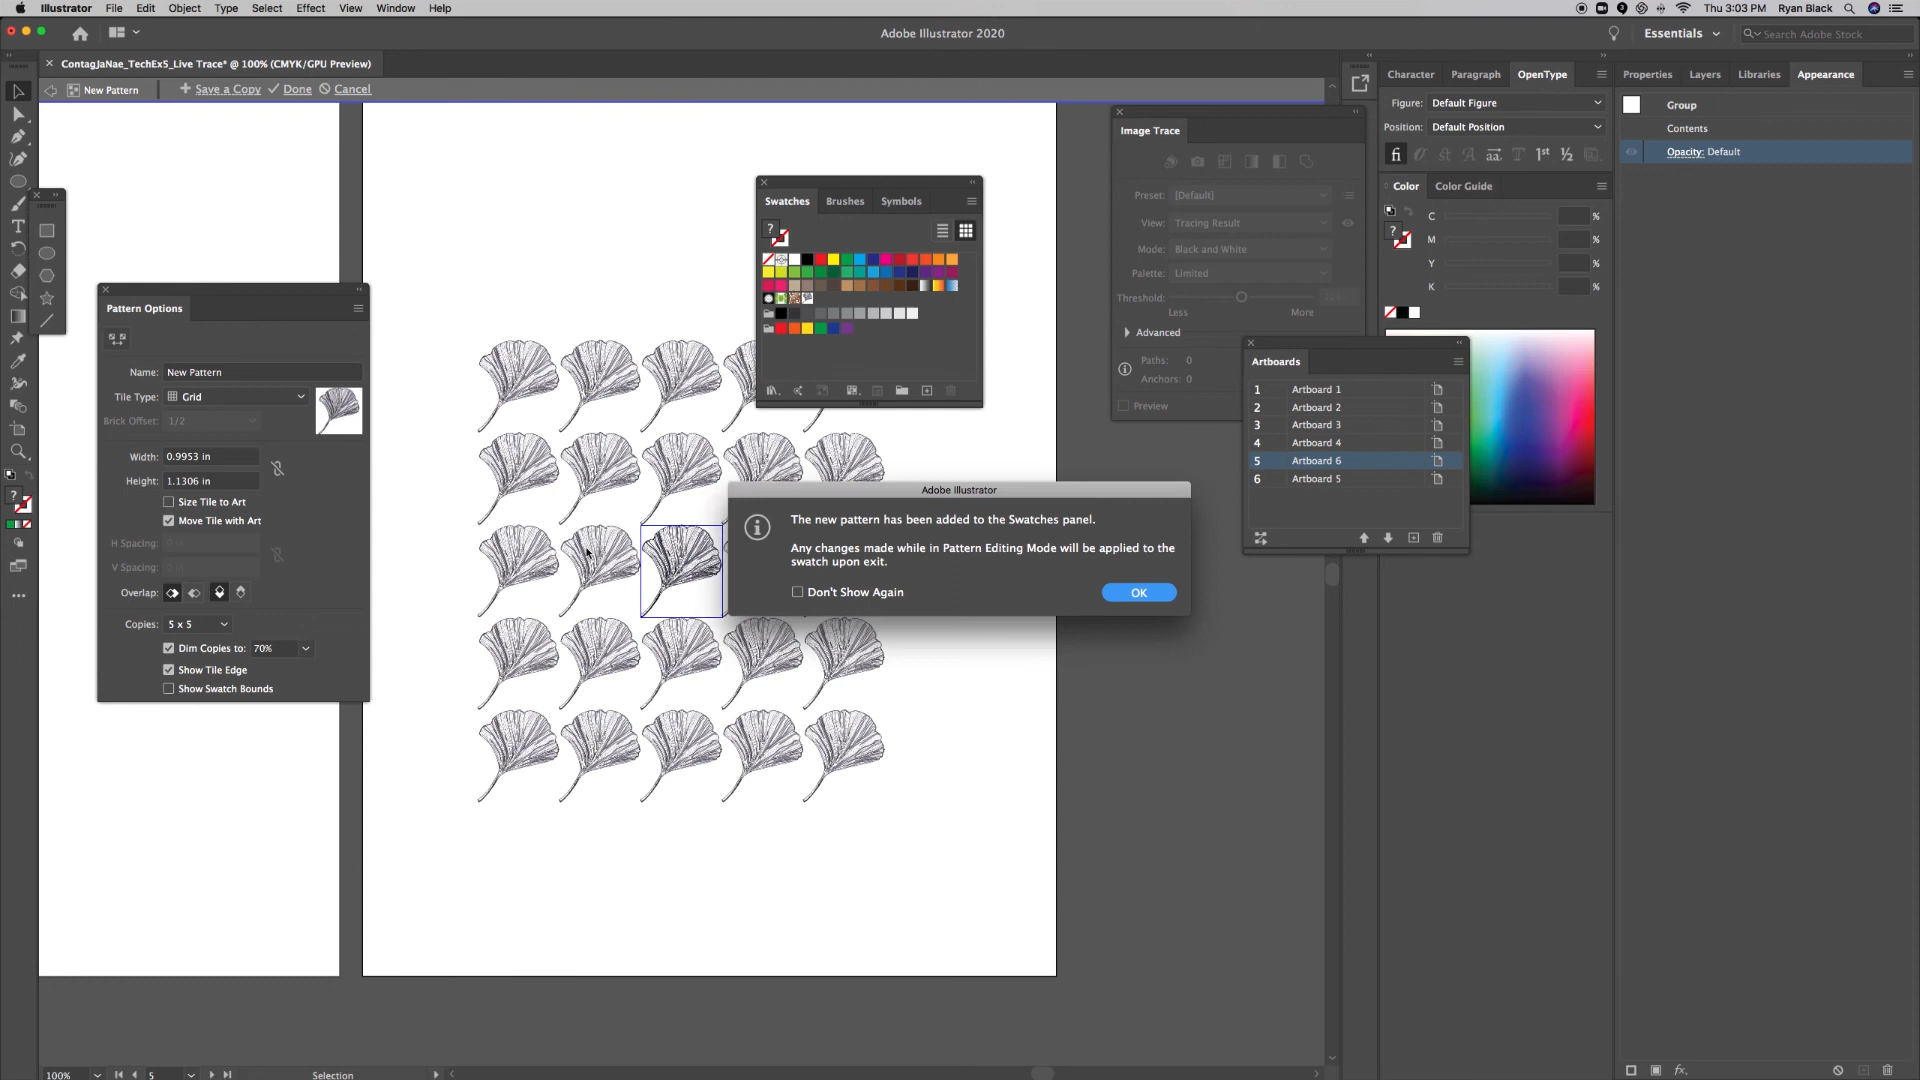 Illustrator File Edit Object Type Select Effect View Window Help
Thu 3:03 PM Ryan Black
Adobe Illustrator 2020
Essentials
Search Adobe Stock
ContagJaNae_TechEx5_Live Trace* @ 100% (CMYK/GPU Preview)
New Pattern + Save a Copy Done Cancel
Pattern Options
Name: New Pattern
Tile Type: Grid
Brick Offset: 1/2
Width: 0.9953 in
Height: 1.1306 in
Size Tile to Art
Move Tile with Art
H Spacing: 0 in
V Spacing: 0 in
Overlap:
Copies: 5 x 5
Dim Copies to: 70%
Show Tile Edge
Show Swatch Bounds
Swatches Brushes Symbols
Adobe Illustrator
The new pattern has been added to the Swatches panel.
Any changes made while in Pattern Editing Mode will be applied to the
swatch upon exit.
Don't Show Again
OK
Image Trace
Preset: [Default]
View: Tracing Result
Mode: Black and White
Palette: Limited
Threshold:
Less More
Advanced
Paths: 0
Anchors: 0
Preview
Artboards
1 Artboard 1
2 Artboard 2
3 Artboard 3
4 Artboard 4
5 Artboard 6
6 Artboard 5
Character Paragraph OpenType
Figure: Default Figure
Position: Default Position
Color Color Guide
C %
M %
Y %
K %
Properties Layers Libraries Appearance
Group
Contents
Opacity: Default
100% 5 Selection